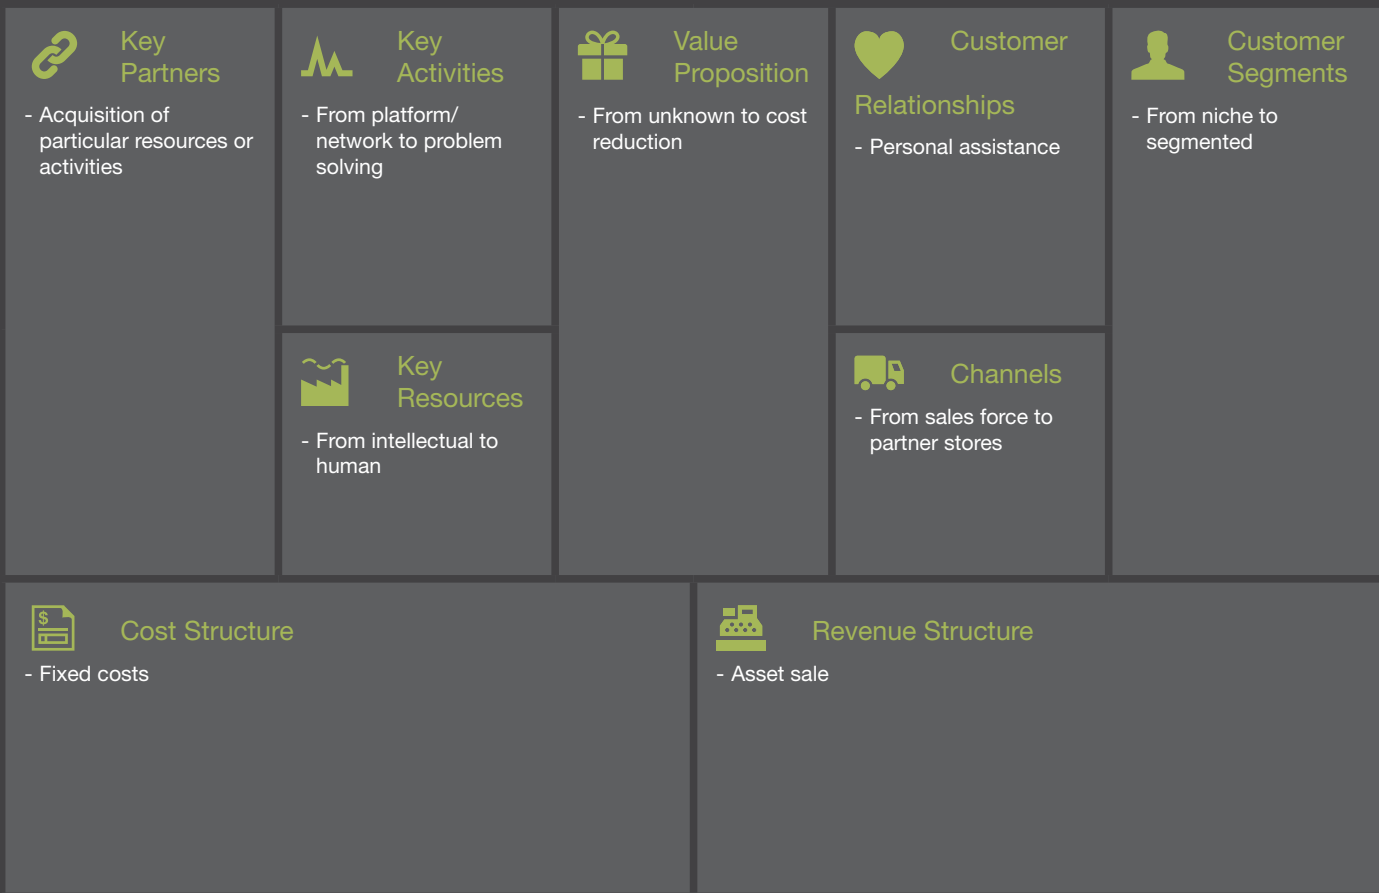 Key
Partners
- Acquisition of
particular resources or
activities
Key
Activities
- From platform/
network to problem
solving
Key
Resources
- From intellectual to
human
Value
Proposition
- From unknown to cost
reduction
Customer
Relationships
- Personal assistance
Channels
- From sales force to
partner stores
Customer
Segments
- From niche to
segmented
$
Cost Structure
- Fixed costs
Revenue Structure
- Asset sale